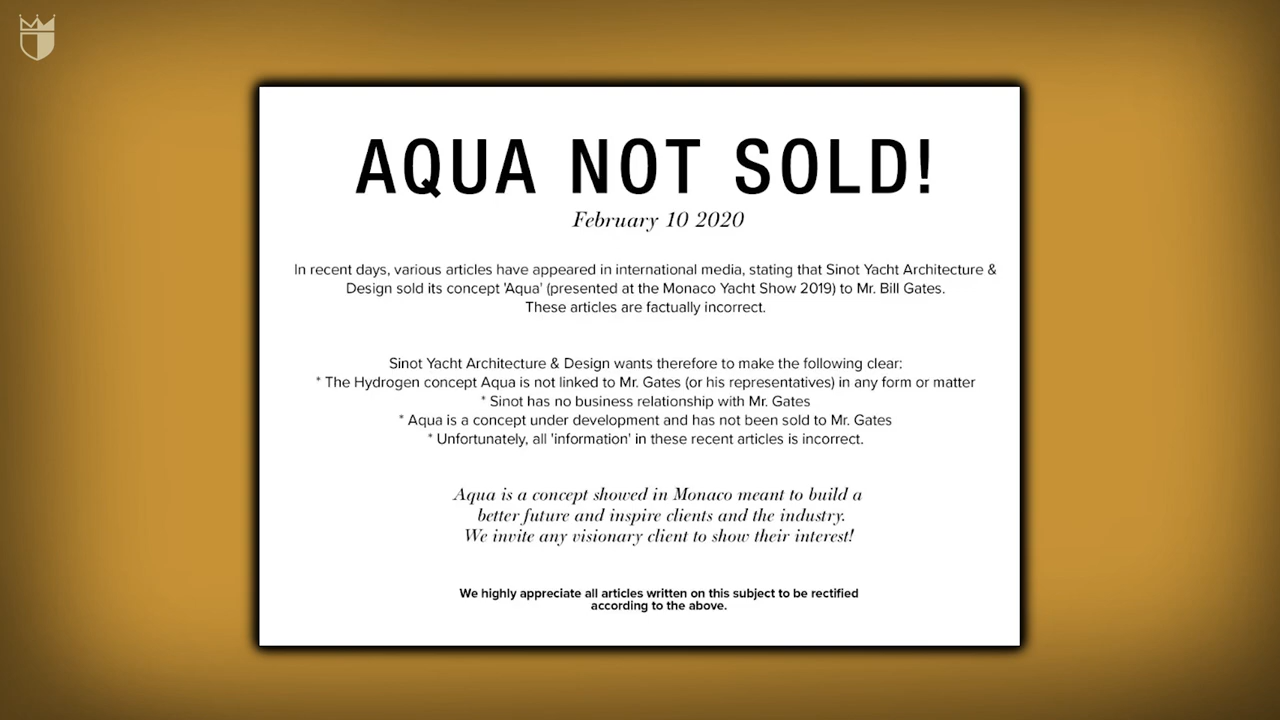 AQUA NOT SOLD!
February 10 2020
In recent days, various articles have appeared in international media, stating that Sinot Yacht Architecture &
Design sold its concept 'Aqua' (presented at the Monaco Yacht Show 2019) to Mr. Bill Gates.
These articles are factually incorrect.
Sinot Yacht Architecture & Design wants therefore to make the following clear:
* The Hydrogen concept Aqua is not linked to Mr. Gates (or his representatives) in any form or matter
* Sinot has no business relationship with Mr. Gates
* Aqua is a concept under development and has not been sold to Mr. Gates
* Unfortunately, all 'information' in these recent articles is incorrect.
Aqua is a concept showed in Monaco meant to build a
better future and inspire clients and the industry.
We invite any visionary client to show their interest!
We highly appreciate all articles written on this subject to be rectified
according to the above.